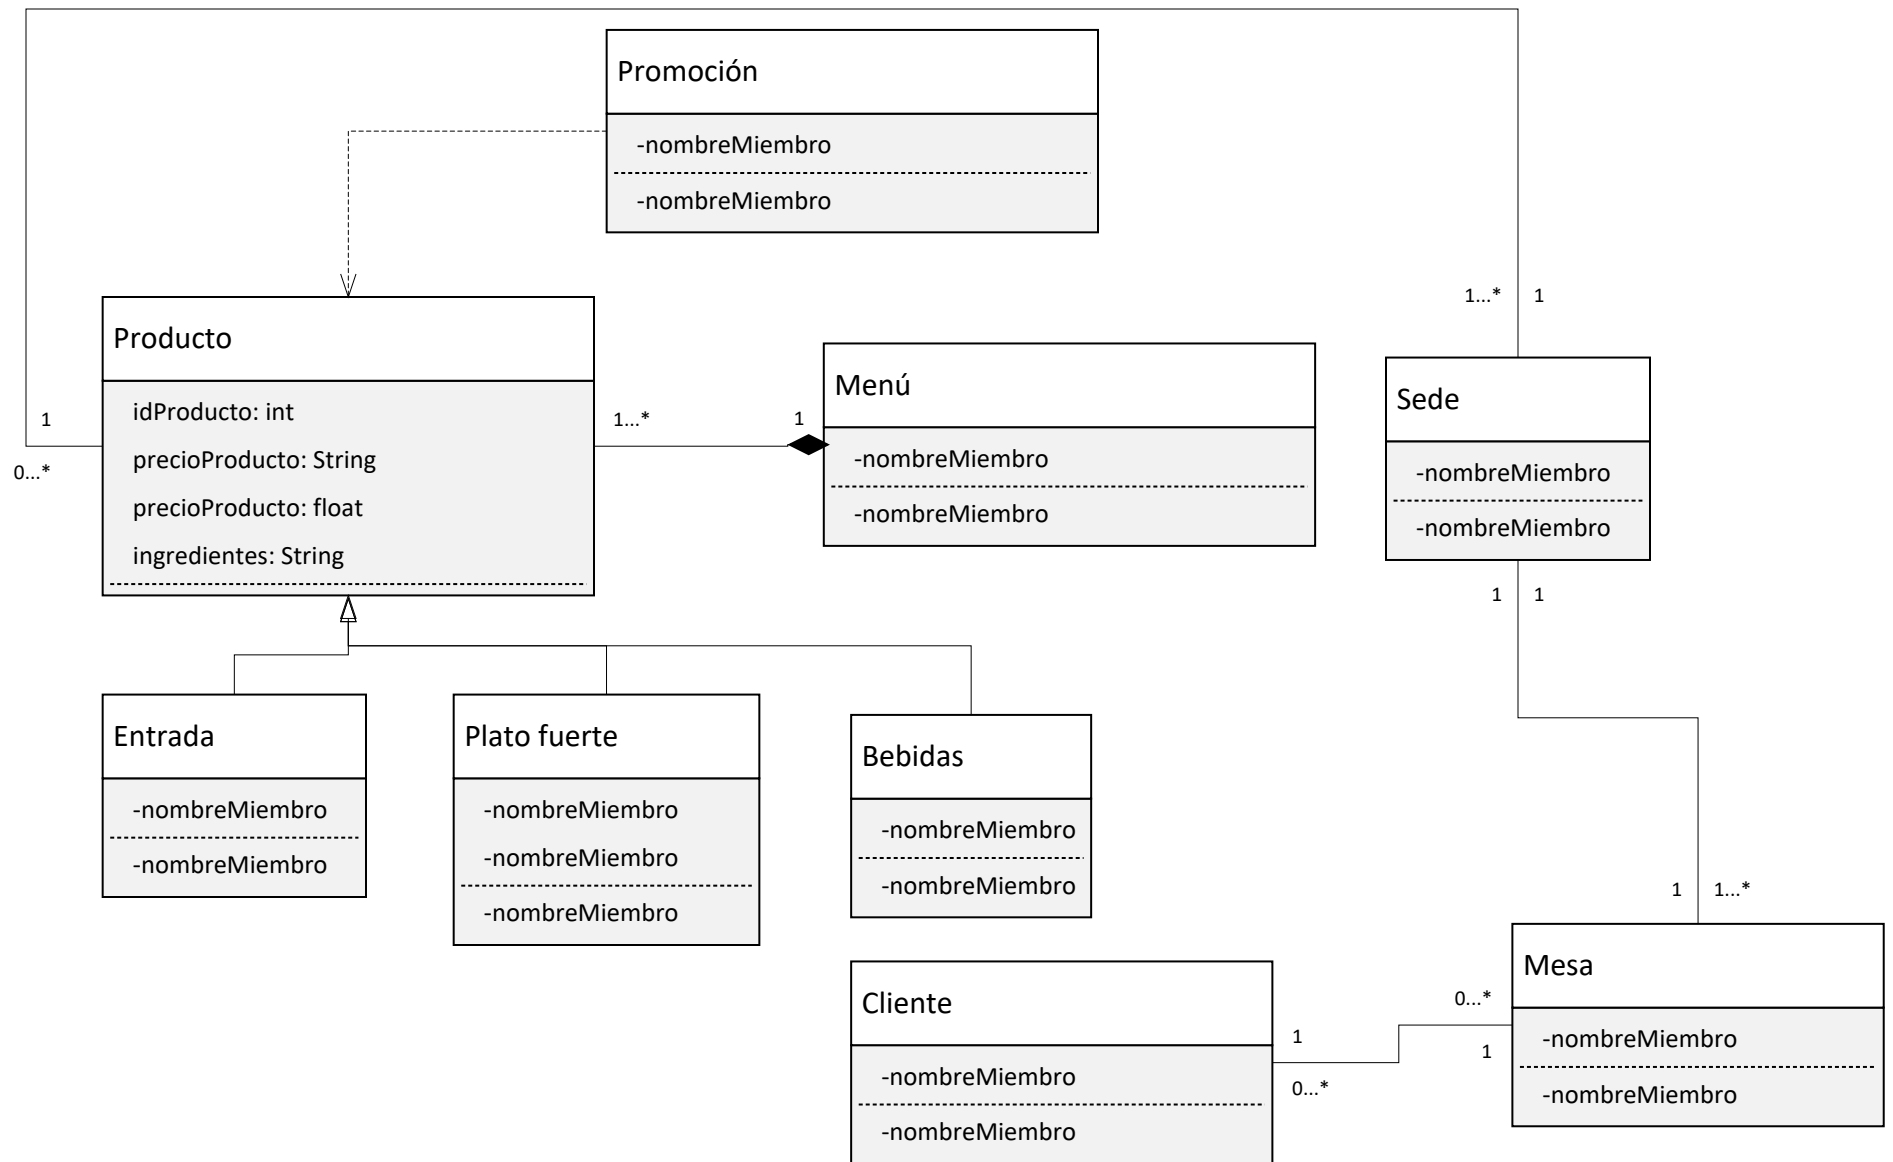 Promoción
-nombreMiembro
-nombreMiembro
1...* 1
Producto
idProducto: int
precioProducto: String
precioProducto: float
ingredientes: String
1
0...*
1...* 1
Menú
-nombreMiembro
-nombreMiembro
Sede
-nombreMiembro
-nombreMiembro
1 1
Entrada
-nombreMiembro
-nombreMiembro
Plato fuerte
-nombreMiembro
-nombreMiembro
-nombreMiembro
Bebidas
-nombreMiembro
-nombreMiembro
1 1...*
Mesa
-nombreMiembro
-nombreMiembro
0...*
1
1
0...*
Cliente
-nombreMiembro
-nombreMiembro